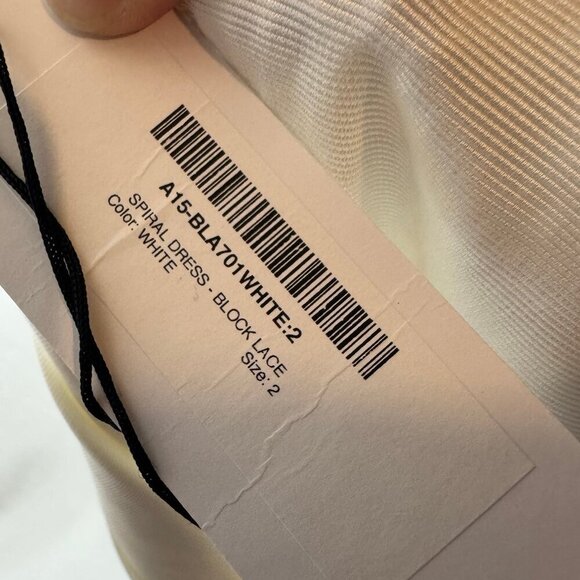 A15-BLA701WHITE:2
SPIRAL DRESS - BLOCK LACE
Color: WHITE
Size: 2